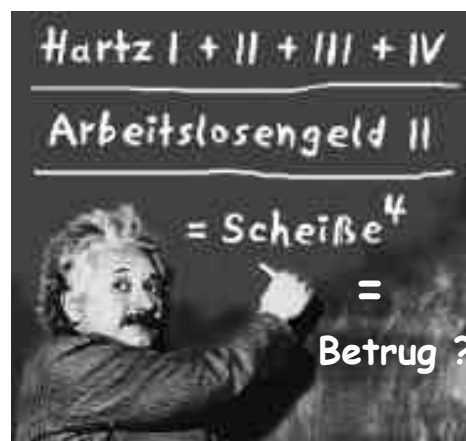 Hartz I + II + III + IV
Arbeitslosengeld II
= Scheiße⁴
=
Betrug ?